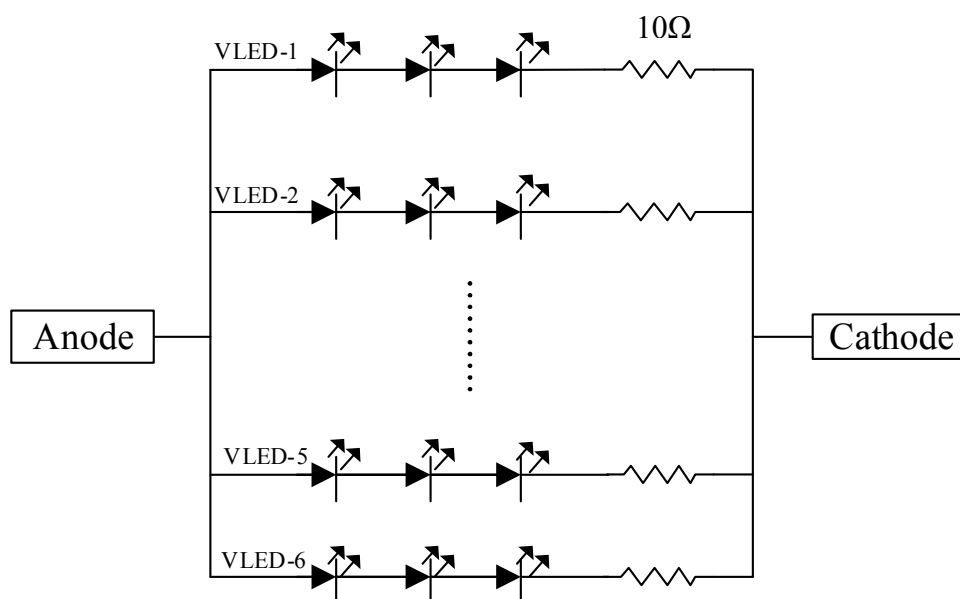 10Ω
VLED-1
VLED-2
Anode
Cathode
VLED-5
VLED-6